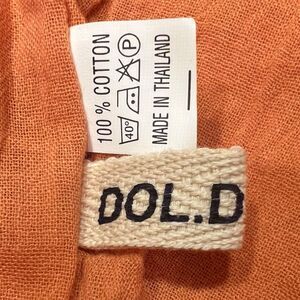 100 % COTTON
40°
P
MADE IN THAILAND
DOL.D